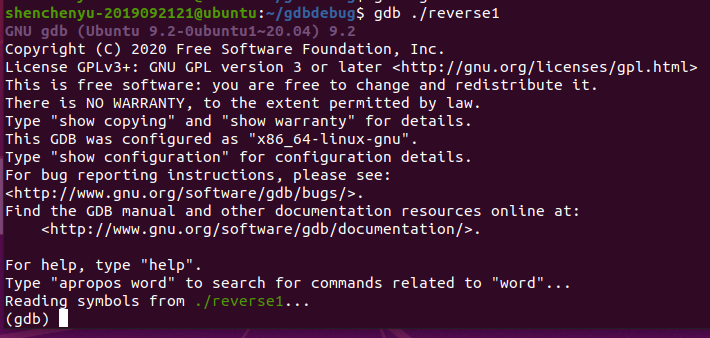 shenchenyu-2019092121@ubuntu:~/gdbdebug$ gdb ./reverse1
GNU gdb (Ubuntu 9.2-0ubuntu1~20.04) 9.2
Copyright (C) 2020 Free Software Foundation, Inc.
License GPLv3+: GNU GPL version 3 or later <http://gnu.org/licenses/gpl.html>
This is free software: you are free to change and redistribute it.
There is NO WARRANTY, to the extent permitted by law.
Type "show copying" and "show warranty" for details.
This GDB was configured as "x86_64-linux-gnu".
Type "show configuration" for configuration details.
For bug reporting instructions, please see:
<http://www.gnu.org/software/gdb/bugs/>.
Find the GDB manual and other documentation resources online at:
    <http://www.gnu.org/software/gdb/documentation/>.

For help, type "help".
Type "apropos word" to search for commands related to "word"...
Reading symbols from ./reverse1...
(gdb)